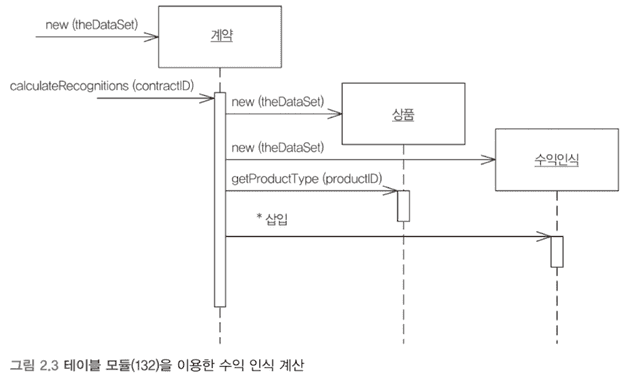 new (theDataSet)
계약
calculateRecognitions (contractID)
new (theDataSet)
상품
new (theDataSet)
수익인식
getProductType (productID)
* 삽입
그림 2.3 테이블 모듈(132)을 이용한 수익 인식 계산